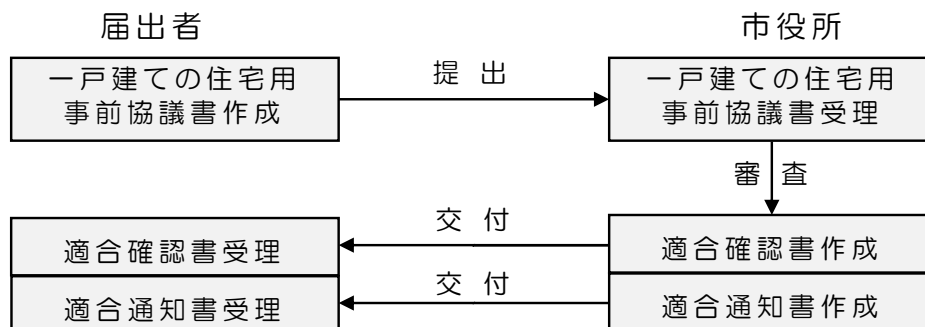 届出者
市役所
一戸建ての住宅用
事前協議書作成
提出
一戸建ての住宅用
事前協議書受理
審査
交付
適合確認書受理
適合確認書作成
交付
適合通知書受理
適合通知書作成